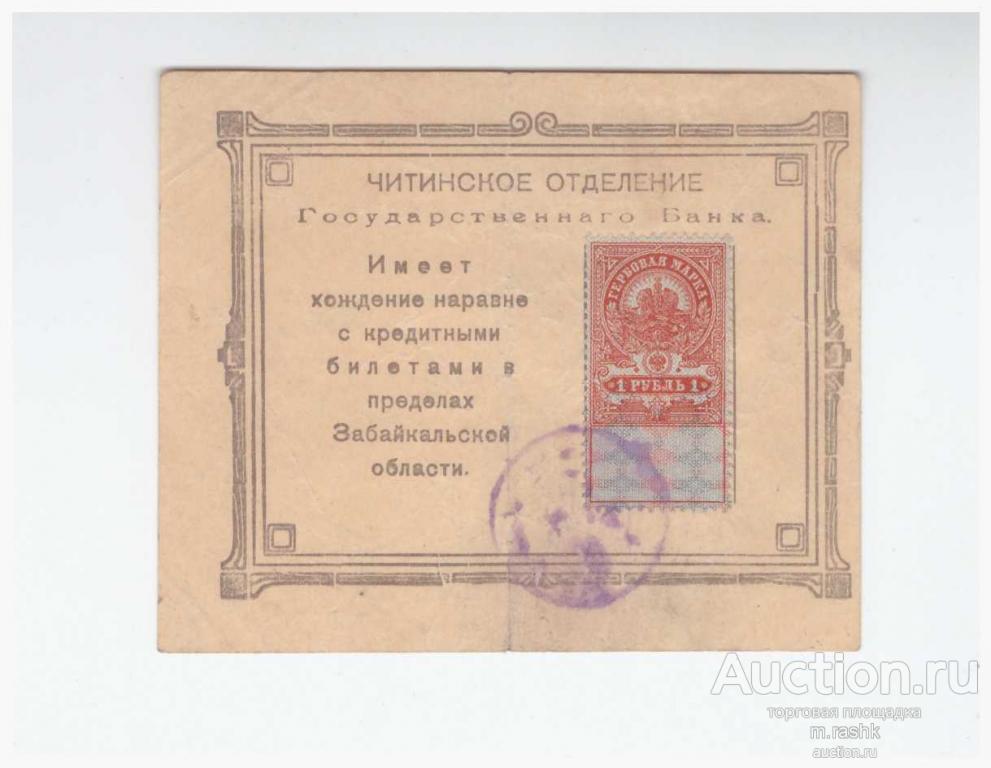 ЧИТИНСКОЕ ОТДЕЛЕНИЕ
Государственнаго Банка.
Имеет
хождение наравне
с кредитными
билетами в
пределах
Забайкальской
области.
ГЕРБОВАЯ МАРКА
1 РУБЛЬ 1
Auction.ru
торговая площадка
m.rashk
auction.ru